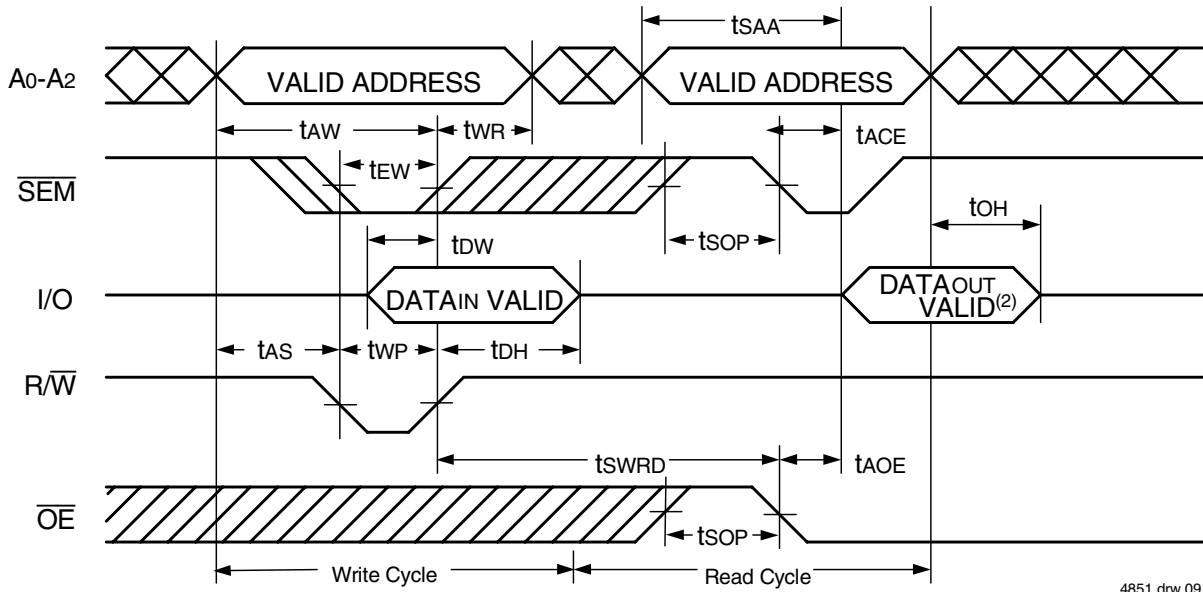 tSAA
A0-A2
VALID ADDRESS
VALID ADDRESS
tAW
tWR
tACE
SEM
tEW
tSOP
tOH
tDW
I/O
DATAIN VALID
DATAOUT
VALID(2)
tAS
tWP
tDH
R/W
tSWRD
tAOE
OE
tSOP
Write Cycle
Read Cycle
4851 drw 09